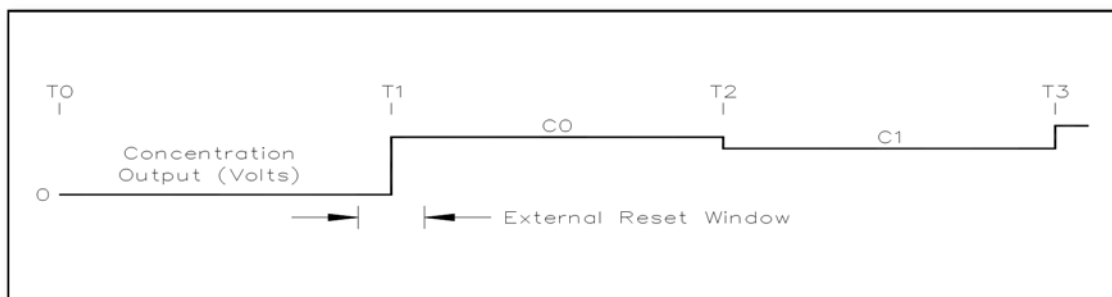 T0 T1 T2 T3
C0
C1
Concentration
Output (Volts)
0
External Reset Window